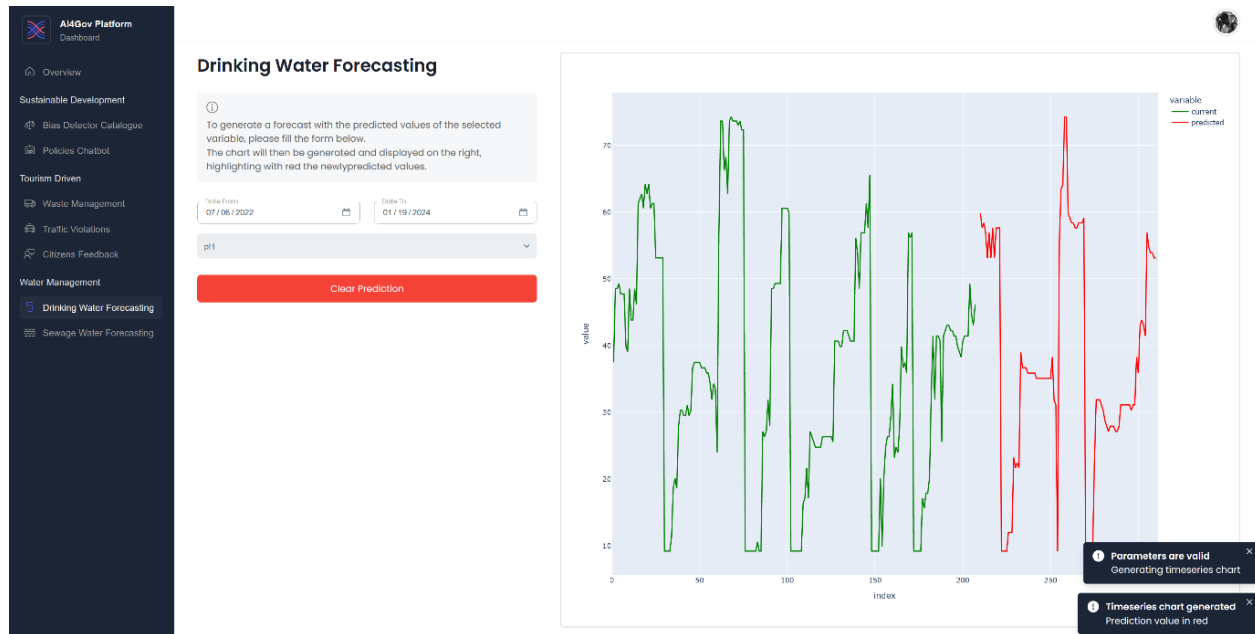 AI4Gov Platform
Dashboard
Overview
Sustainable Development
Bias Detector Catalogue
Policies Chatbot
Tourism Driven
Waste Management
Traffic Violations
Citizens Feedback
Water Management
Drinking Water Forecasting
Sewage Water Forecasting
Drinking Water Forecasting
To generate a forecast with the predicted values of the selected
variable, please fill the form below.
The chart will then be generated and displayed on the right,
highlighting with red the newlypredicted values.
Date From
07 / 06 / 2022
Date To
01 / 19 / 2024
pH
Clear Prediction
variable
current
predicted
value
70
60
50
40
30
20
10
0
50
100
150
200
250
index
Parameters are valid
Generating timeseries chart
Timeseries chart generated
Prediction value in red